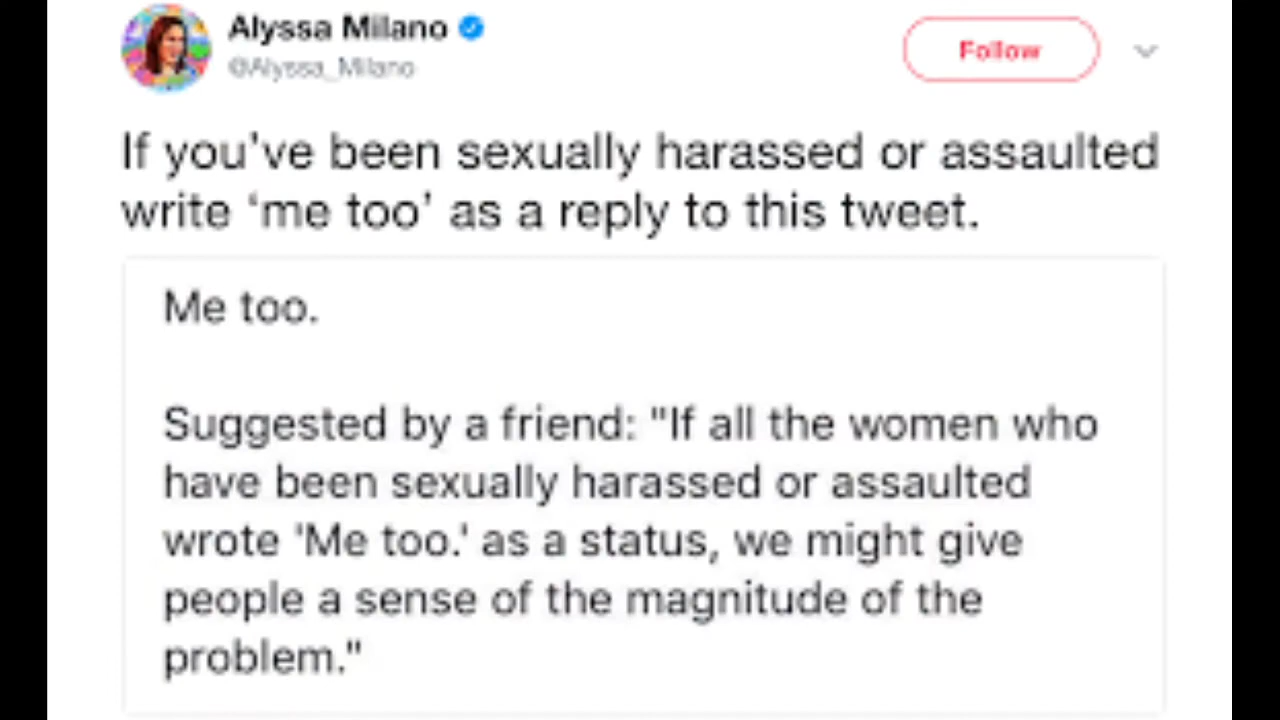 Alyssa Milano
@Alyssa_Milano
Follow
If you've been sexually harassed or assaulted
write ‘me too’ as a reply to this tweet.
Me too.
Suggested by a friend: "If all the women who
have been sexually harassed or assaulted
wrote 'Me too.' as a status, we might give
people a sense of the magnitude of the
problem."